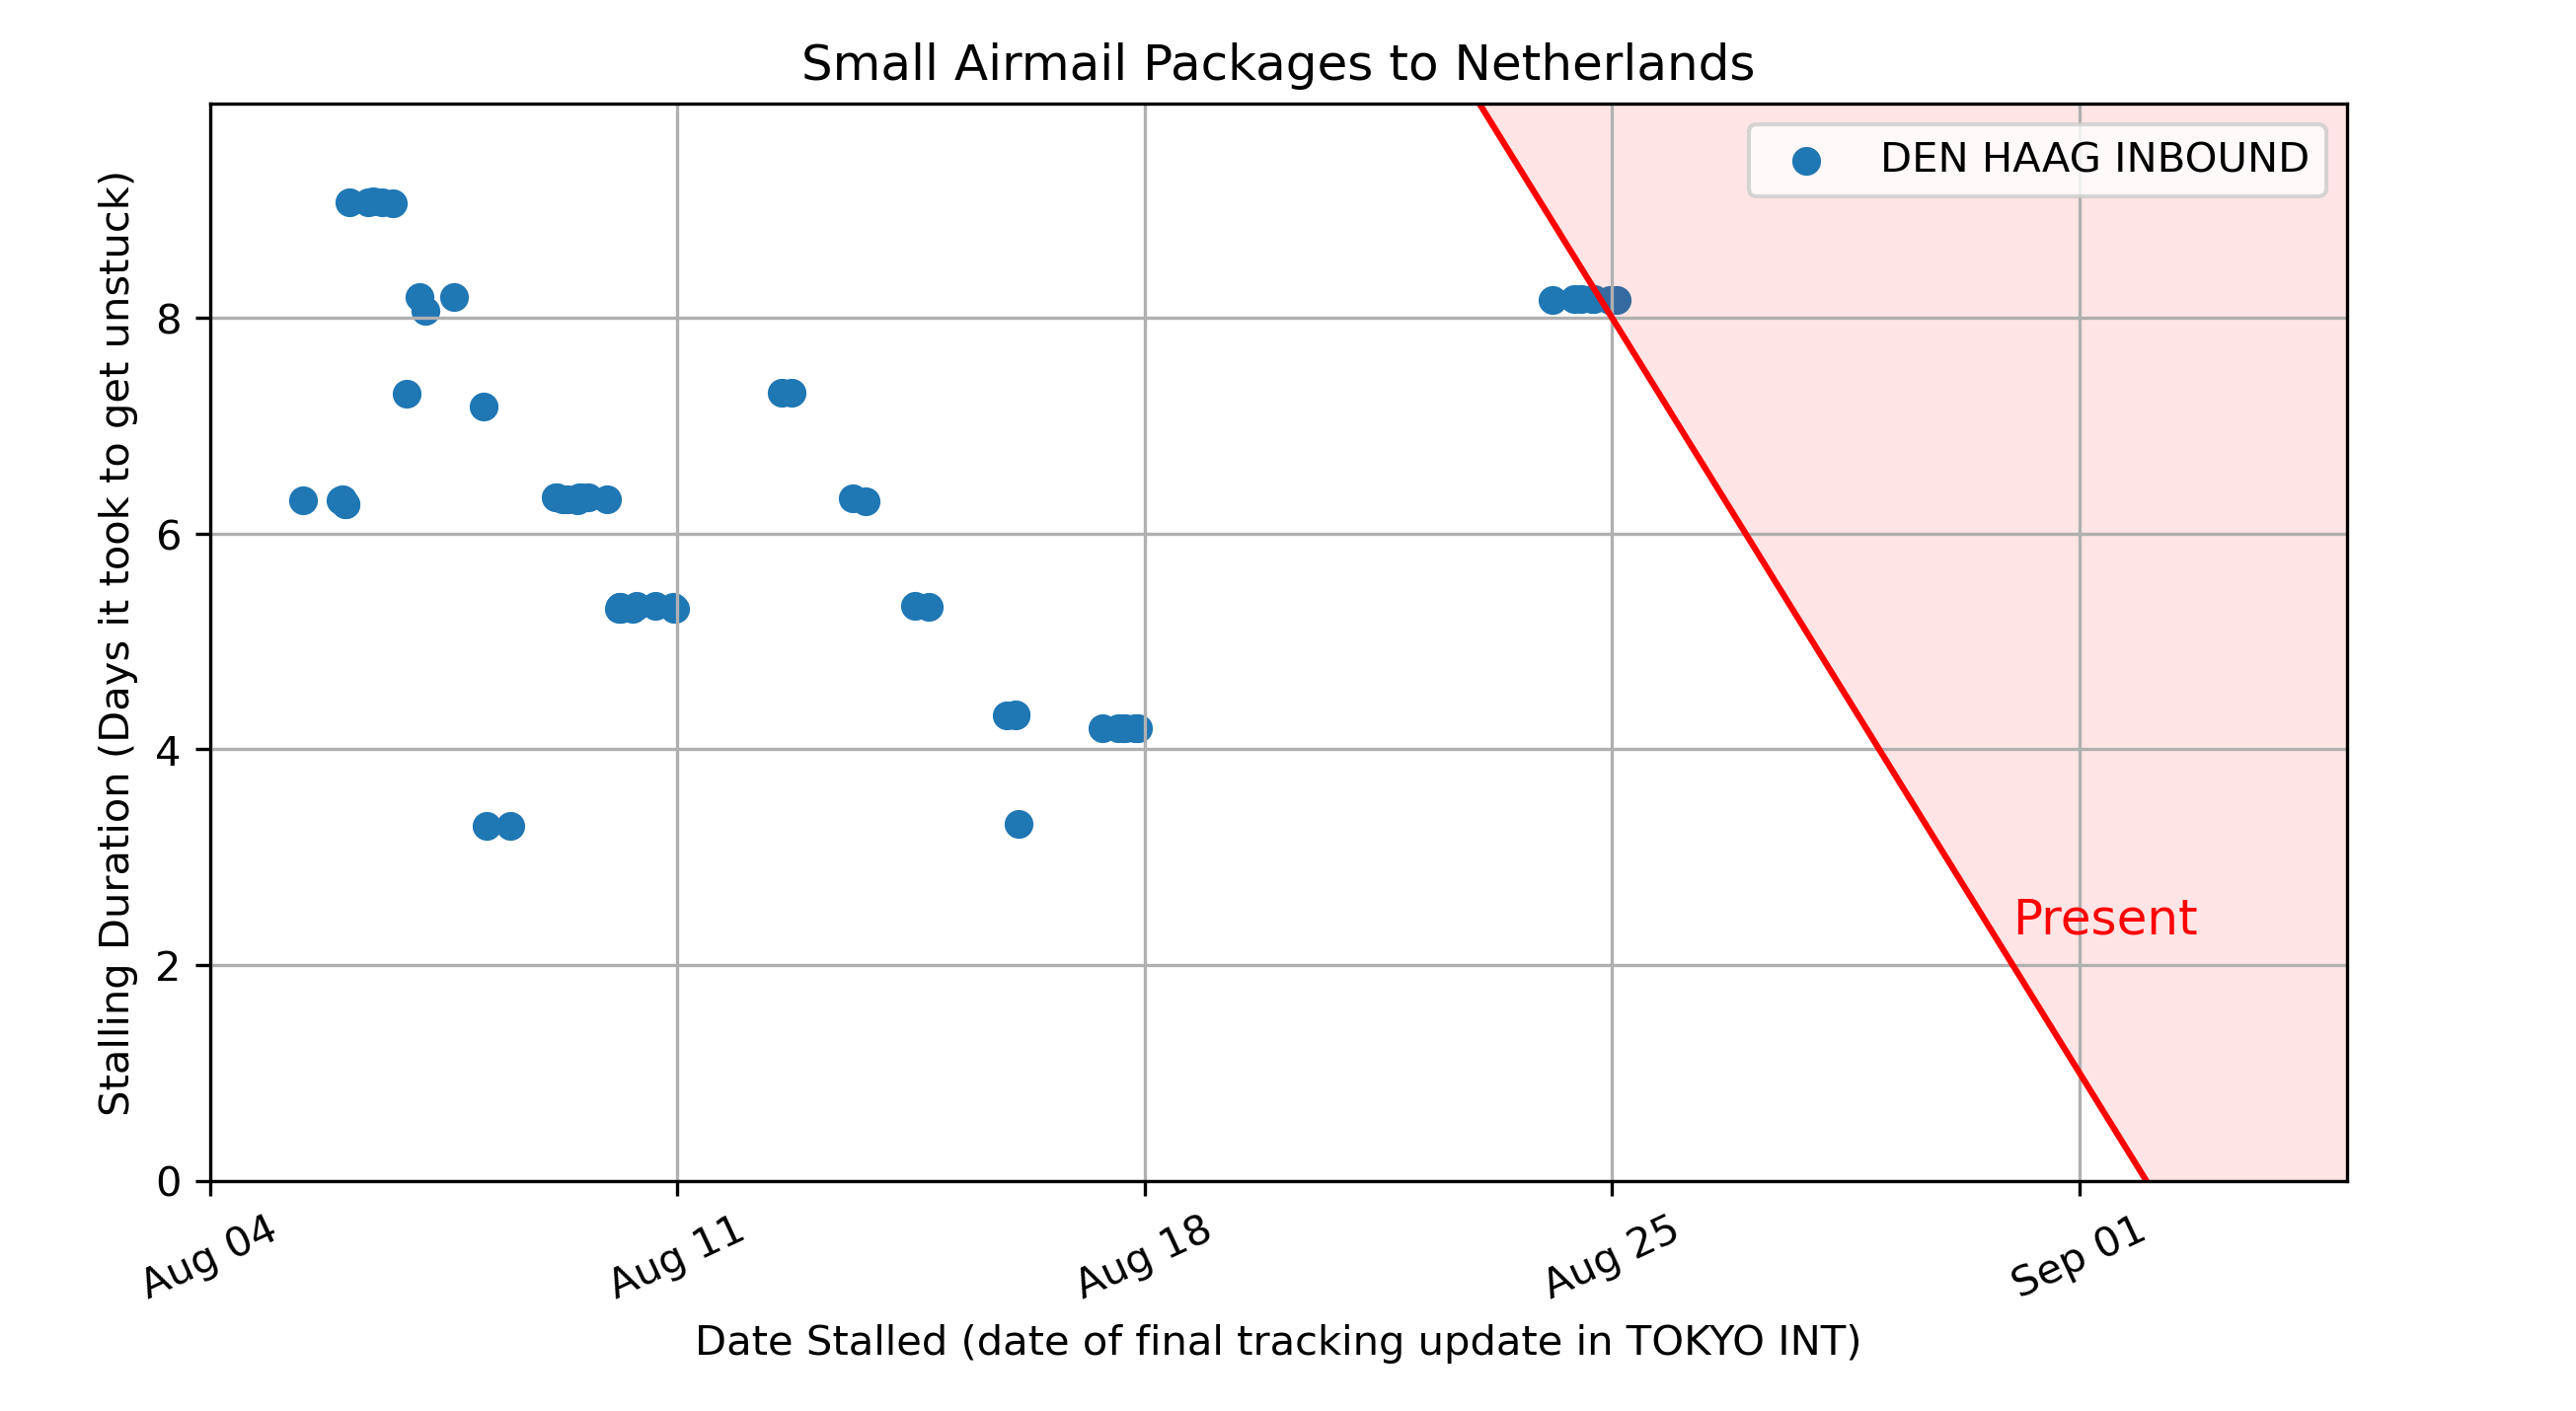 Small Airmail Packages to Netherlands
DEN HAAG INBOUND
Stalling Duration (Days it took to get unstuck)
8
6
4
2
0
Present
Aug 04
Aug 11
Aug 18
Aug 25
Sep 01
Date Stalled (date of final tracking update in TOKYO INT)